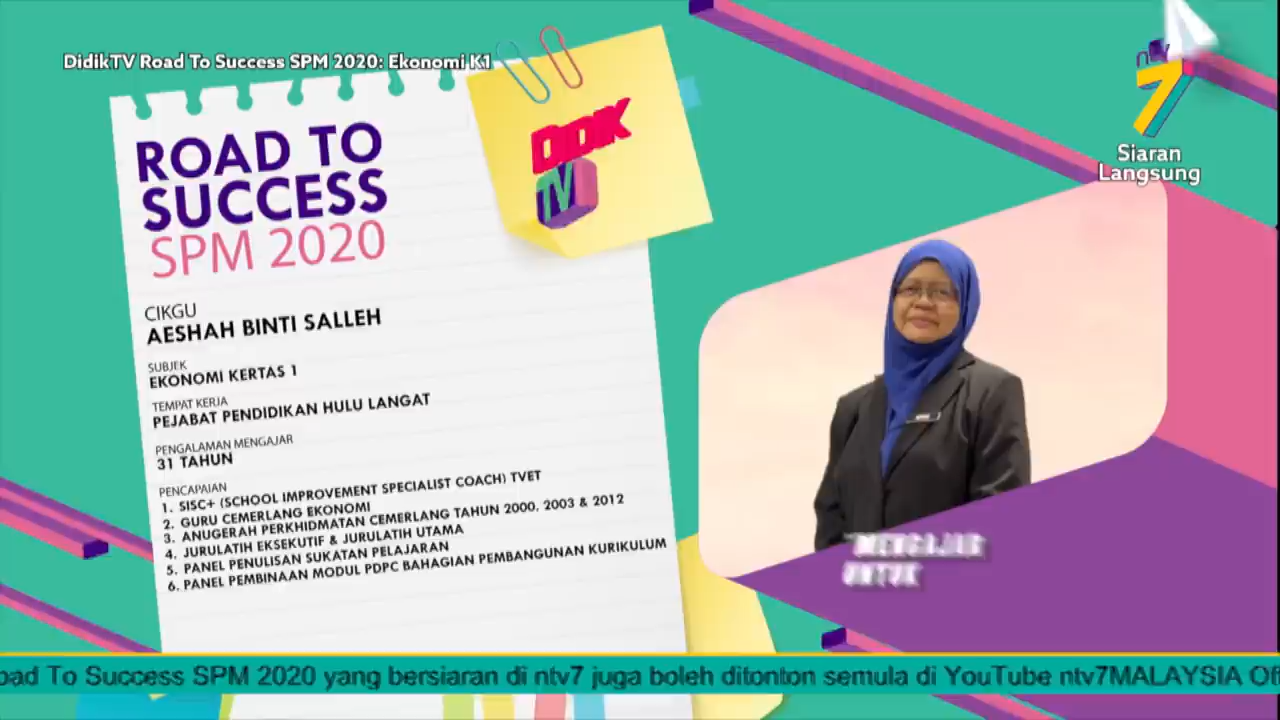 DidikTV Road To Success SPM 2020: Ekonomi K1
7
Siaran
Langsung
DIDIK
TV
ROAD TO
SUCCESS
SPM 2020
CIKGU
AESHAH BINTI SALLEH
SUBJEK
EKONOMI KERTAS 1
TEMPAT KERJA
PEJABAT PENDIDIKAN HULU LANGAT
PENGALAMAN MENGAJAR
31 TAHUN
PENCAPAIAN
1. SISC+ (SCHOOL IMPROVEMENT SPECIALIST COACH) TVET
2. GURU CEMERLANG EKONOMI
3. ANUGERAH PERKHIDMATAN CEMERLANG TAHUN 2000, 2003 & 2012
4. JURULATIH EKSEKUTIF & JURULATIH UTAMA
5. PANEL PENULISAN SUKATAN PELAJARAN
6. PANEL PEMBINAAN MODUL PDPC BAHAGIAN PEMBANGUNAN KURIKULUM
"MENGAJAR
UNTUK
oad To Success SPM 2020 yang bersiaran di ntv7 juga boleh ditonton semula di YouTube ntv7MALAYSIA Of